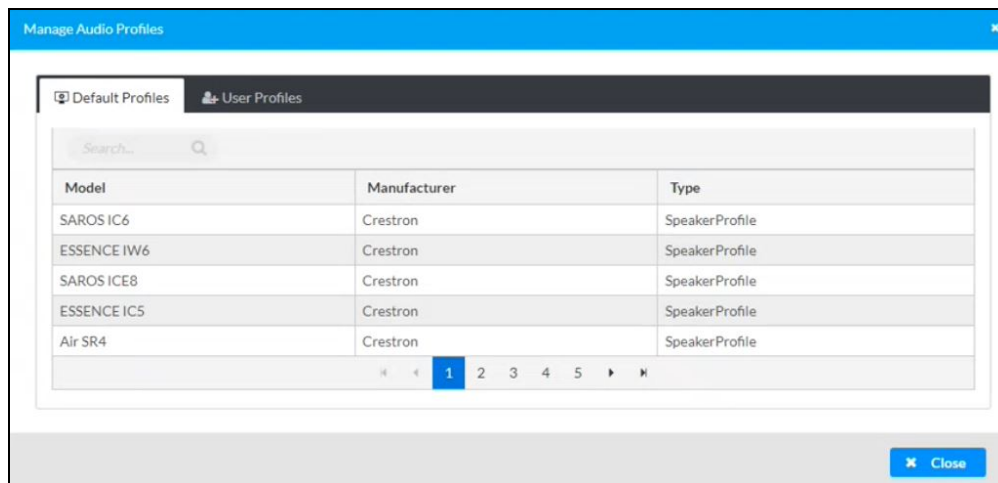 Manage Audio Profiles
Default Profiles User Profiles
Search...
Model Manufacturer Type
SAROS IC6 Crestron SpeakerProfile
ESSENCE IW6 Crestron SpeakerProfile
SAROS ICE8 Crestron SpeakerProfile
ESSENCE IC5 Crestron SpeakerProfile
Air SR4 Crestron SpeakerProfile
1 2 3 4 5
Close